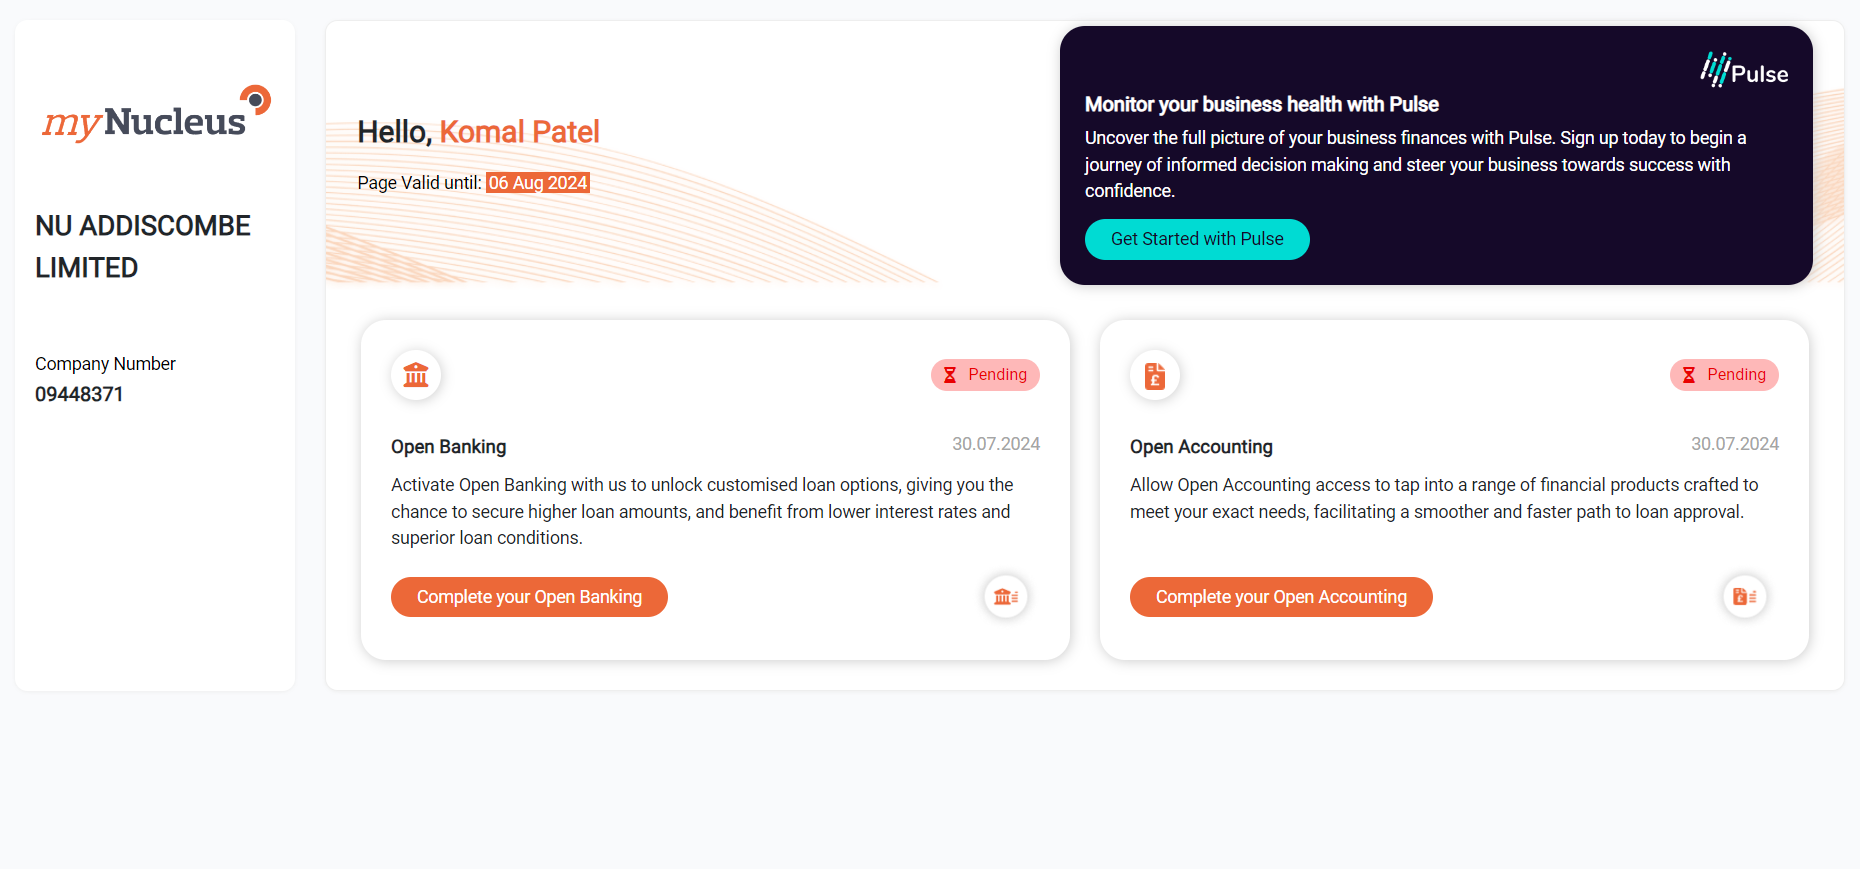 myNucleus
NU ADDISCOMBE
LIMITED
Company Number
09448371
Hello, Komal Patel
Page Valid until: 06 Aug 2024
Pulse
Monitor your business health with Pulse
Uncover the full picture of your business finances with Pulse. Sign up today to begin a
journey of informed decision making and steer your business towards success with
confidence.
Get Started with Pulse
Pending
Open Banking
30.07.2024
Activate Open Banking with us to unlock customised loan options, giving you the
chance to secure higher loan amounts, and benefit from lower interest rates and
superior loan conditions.
Complete your Open Banking
Pending
Open Accounting
30.07.2024
Allow Open Accounting access to tap into a range of financial products crafted to
meet your exact needs, facilitating a smoother and faster path to loan approval.
Complete your Open Accounting